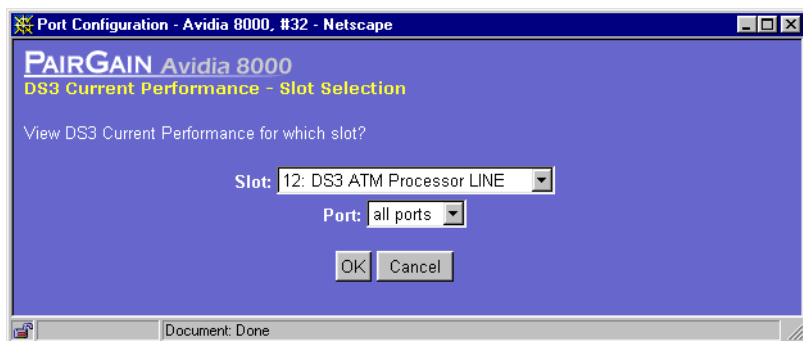 Port Configuration - Avidia 8000, #32 - Netscape
PAIRGAIN Avidia 8000
DS3 Current Performance - Slot Selection
View DS3 Current Performance for which slot?
Slot: 12: DS3 ATM Processor LINE
Port: all ports
OK Cancel
Document: Done